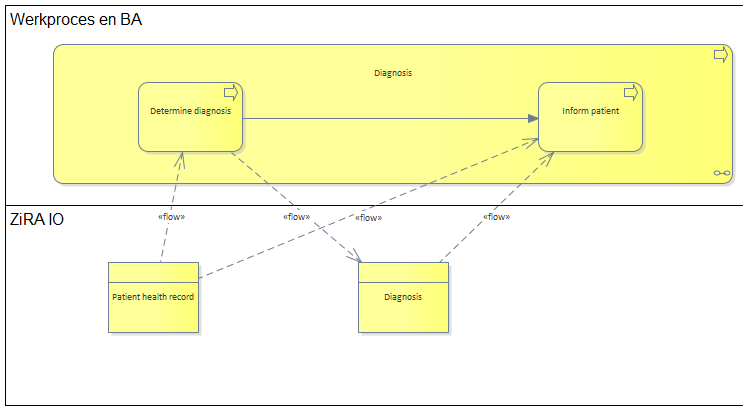 Werkproces en BA
Diagnosis
Determine diagnosis
Inform patient
«flow»
«flow»
«flow»
«flow»
ZiRA IO
Patient health record
Diagnosis